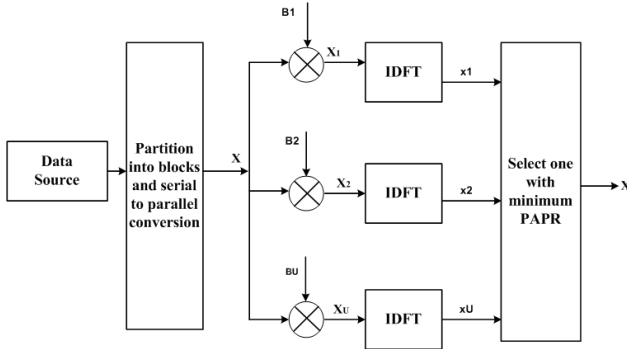 B1
X1
IDFT
x1
Data
Source
Partition
into blocks
and serial
to parallel
conversion
X
B2
X2
IDFT
x2
Select one
with
minimum
PAPR
X
BU
XU
IDFT
xU